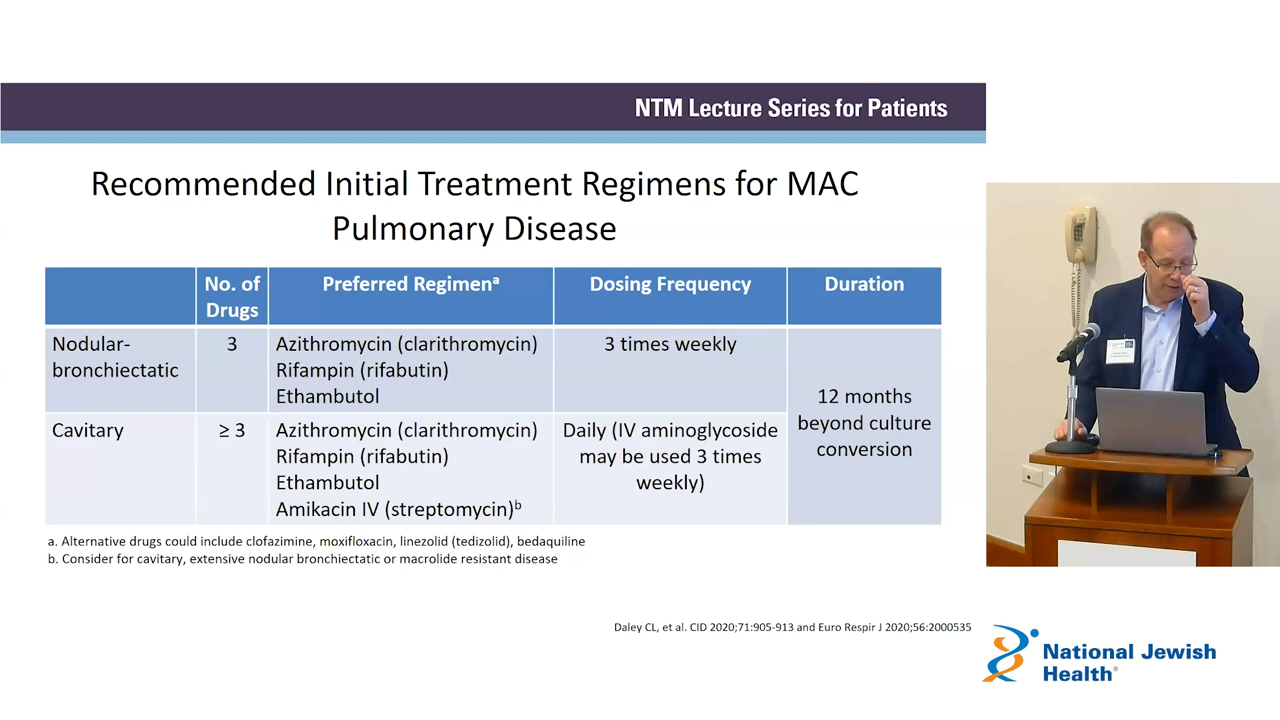 NTM Lecture Series for Patients
Recommended Initial Treatment Regimens for MAC
Pulmonary Disease
No. of
Drugs
Preferred Regimenᵃ
Dosing Frequency
Duration
Nodular-
bronchiectatic
3
Azithromycin (clarithromycin)
Rifampin (rifabutin)
Ethambutol
3 times weekly
12 months
beyond culture
conversion
Cavitary
≥ 3
Azithromycin (clarithromycin)
Rifampin (rifabutin)
Ethambutol
Amikacin IV (streptomycin)ᵇ
Daily (IV aminoglycoside
may be used 3 times
weekly)
a. Alternative drugs could include clofazimine, moxifloxacin, linezolid (tedizolid), bedaquiline
b. Consider for cavitary, extensive nodular bronchiectatic or macrolide resistant disease
Daley CL, et al. CID 2020;71:905-913 and Euro Respir J 2020;56:2000535
National Jewish
Health®